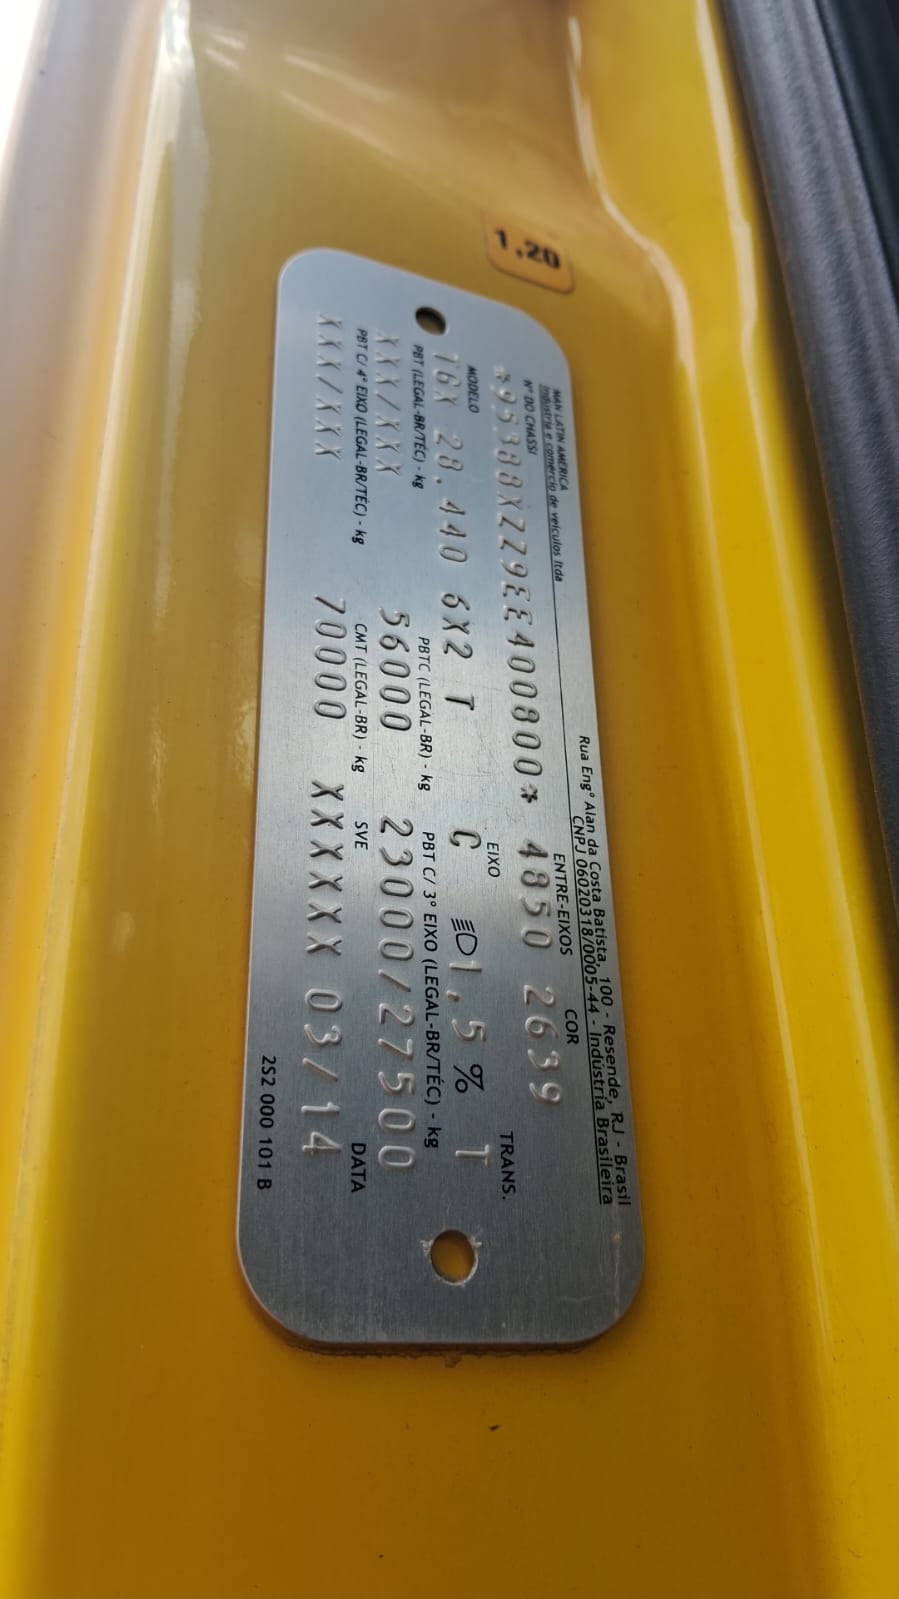 1,20
MAN LATIN AMERICA Rua Engº Alan da Costa Batista, 100 - Resende, RJ - Brasil
indústria e comércio de veículos ltda CNPJ 06020318/0005-44 - Indústria Brasileira
Nº DO CHASSI ENTRE-EIXOS COR
*95388XZZ9EE400800* 4850 2639
MODELO EIXO TRANS.
TGX 28.440 6X2 T C 1,5 % T
PBT (LEGAL-BR/TÉC) - kg PBTC (LEGAL-BR) - kg PBT C/ 3º EIXO (LEGAL-BR/TÉC) - kg
XXX/XXX 56000 23000/27500
PBT C/ 4º EIXO (LEGAL-BR/TÉC) - kg CMT (LEGAL-BR) - kg SVE DATA
XXX/XXX 70000 XXXXXX 03/14
2S2 000 101 B